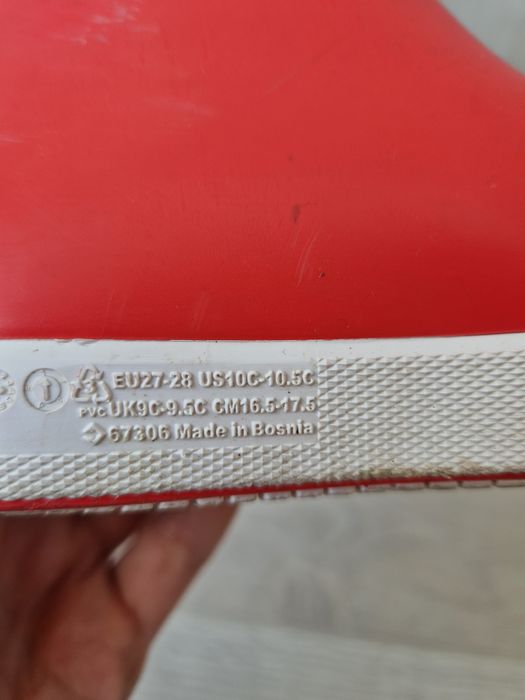 EU27-28 US10C-10.5C
PVC UK9C-9.5C CM16.5-17.5
67306 Made in Bosnia